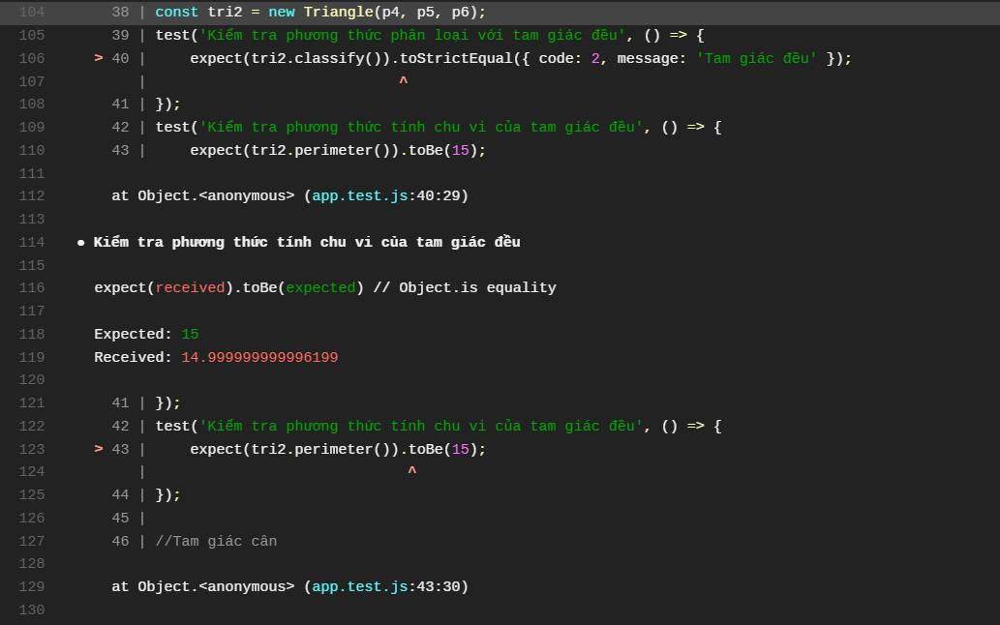 104 38 | const tri2 = new Triangle(p4, p5, p6);
105 39 | test('Kiểm tra phương thức phân loại với tam giác đều', () => {
106 > 40 |     expect(tri2.classify()).toStrictEqual({ code: 2, message: 'Tam giác đều' });
107 | ^
108 41 | });
109 42 | test('Kiểm tra phương thức tính chu vi của tam giác đều', () => {
110 43 |     expect(tri2.perimeter()).toBe(15);
111
112 at Object.<anonymous> (app.test.js:40:29)
113
114 ● Kiểm tra phương thức tính chu vi của tam giác đều
115
116 expect(received).toBe(expected) // Object.is equality
117
118 Expected: 15
119 Received: 14.999999999996199
120
121 41 | });
122 42 | test('Kiểm tra phương thức tính chu vi của tam giác đều', () => {
123 > 43 |     expect(tri2.perimeter()).toBe(15);
124 | ^
125 44 | });
126 45 |
127 46 | //Tam giác cân
128
129 at Object.<anonymous> (app.test.js:43:30)
130